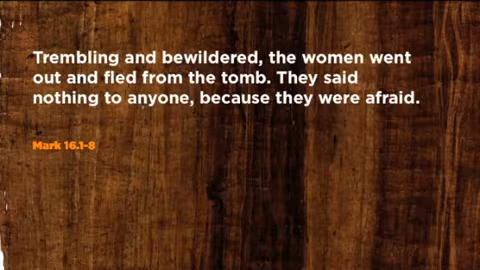 Trembling and bewildered, the women went
out and fled from the tomb. They said
nothing to anyone, because they were afraid.
Mark 16.1-8